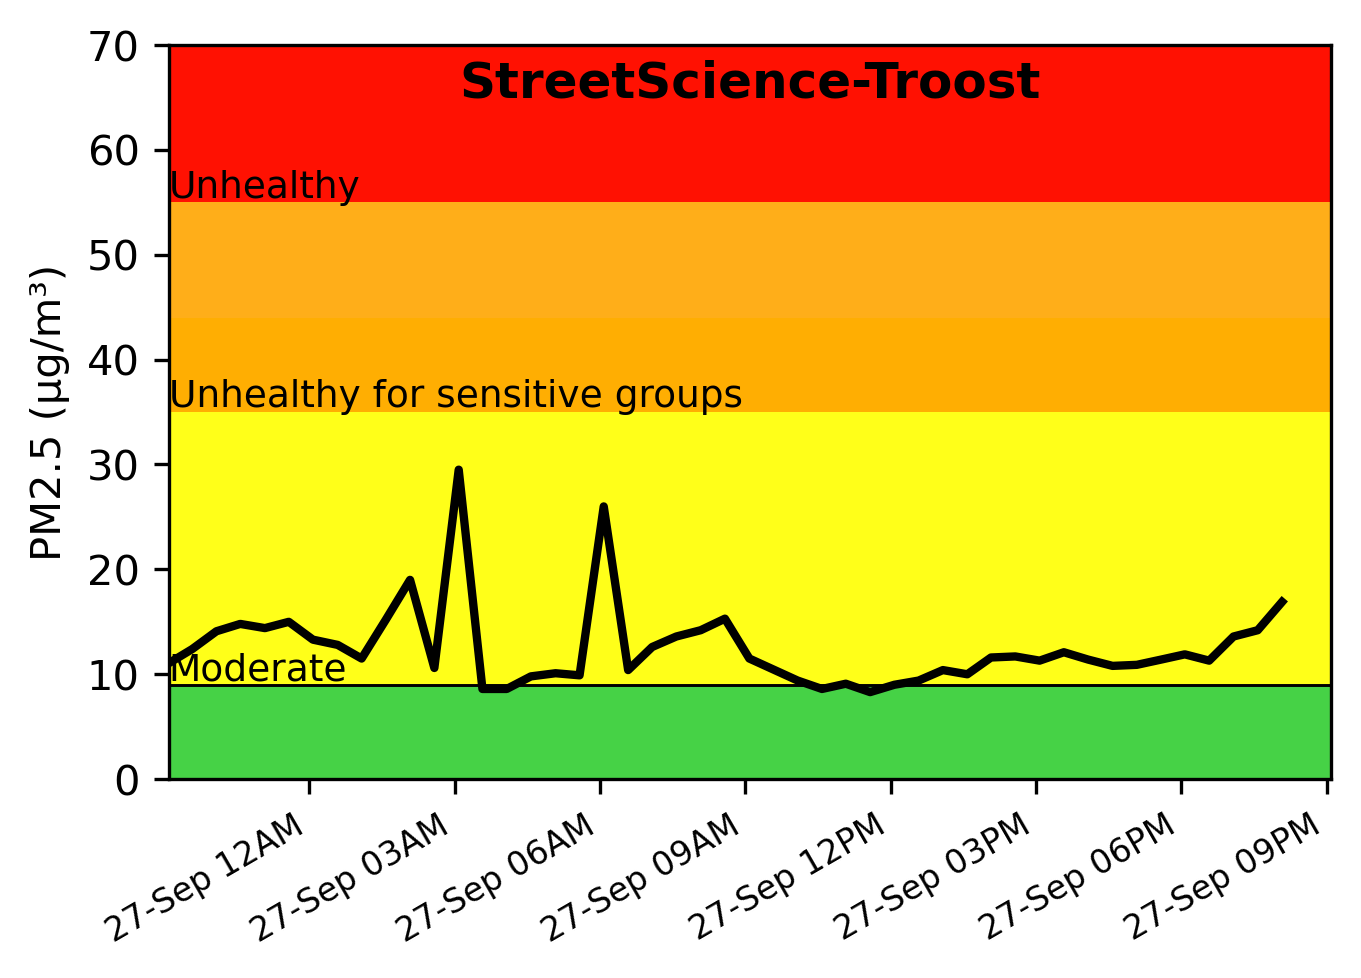 StreetScience-Troost
PM2.5 (µg/m³)
70
60
50
40
30
20
10
0
Unhealthy
Unhealthy for sensitive groups
Moderate
27-Sep 12AM
27-Sep 03AM
27-Sep 06AM
27-Sep 09AM
27-Sep 12PM
27-Sep 03PM
27-Sep 06PM
27-Sep 09PM